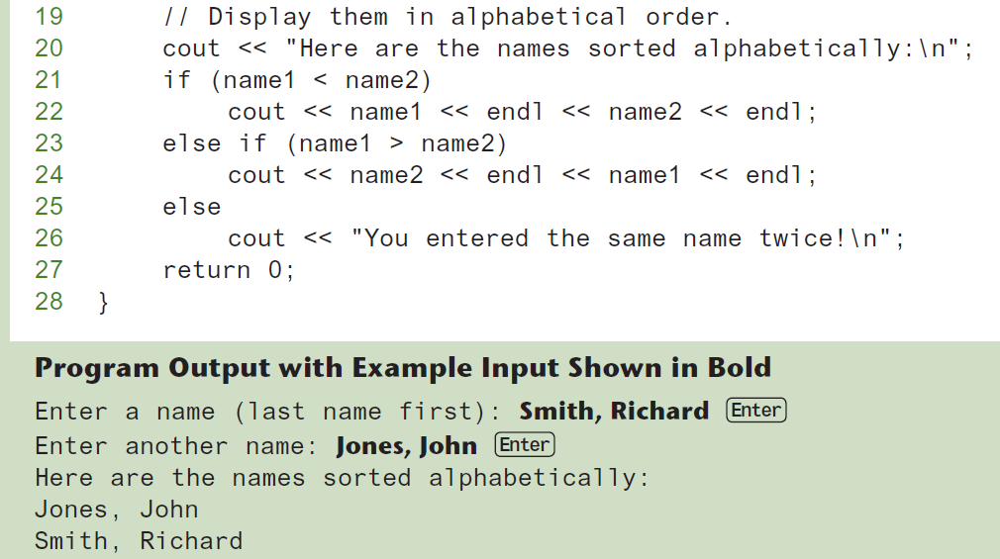 19 // Display them in alphabetical order.
20 cout << "Here are the names sorted alphabetically:\n";
21 if (name1 < name2)
22 cout << name1 << endl << name2 << endl;
23 else if (name1 > name2)
24 cout << name2 << endl << name1 << endl;
25 else
26 cout << "You entered the same name twice!\n";
27 return 0;
28 }
Program Output with Example Input Shown in Bold
Enter a name (last name first): Smith, Richard Enter
Enter another name: Jones, John Enter
Here are the names sorted alphabetically:
Jones, John
Smith, Richard